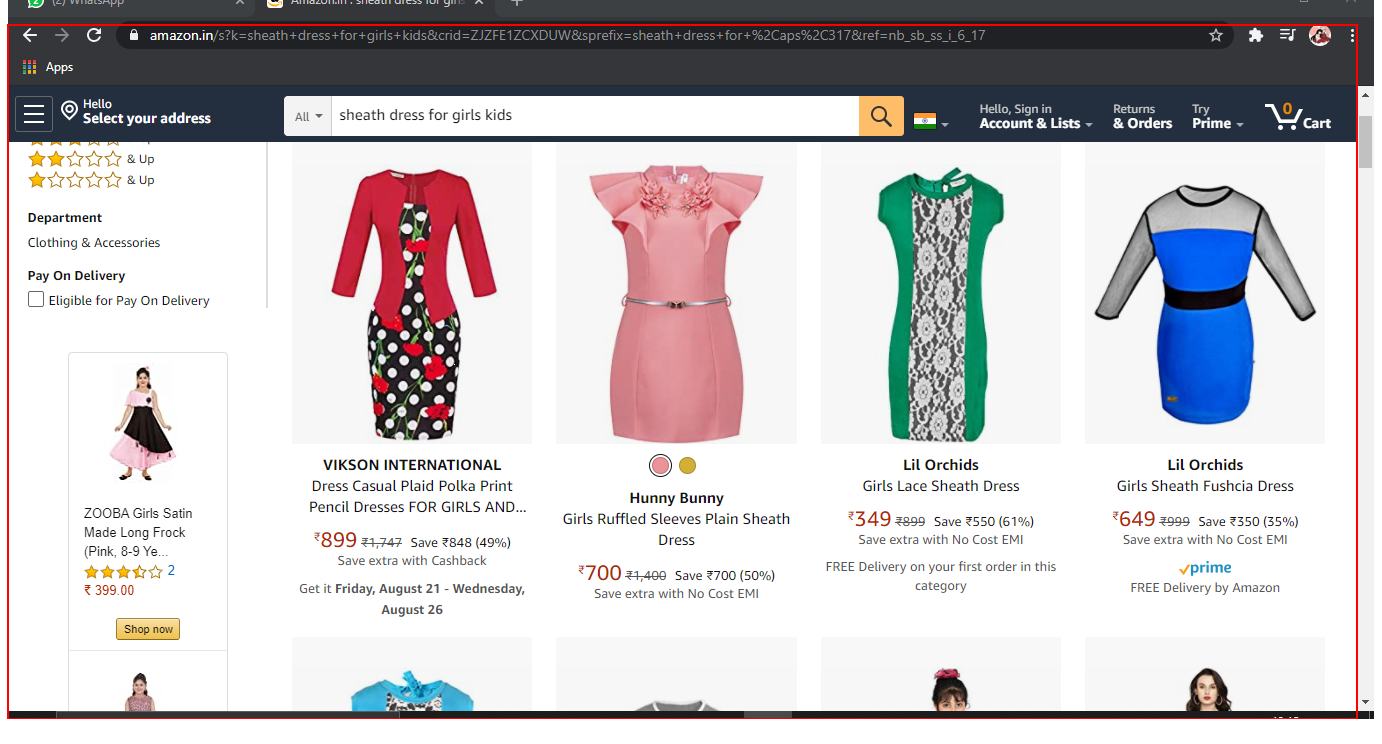 (2) WhatsApp
Amazon.in : sheath dress for girls
amazon.in/s?k=sheath+dress+for+girls+kids&crid=ZJZFE1ZCXDUW&sprefix=sheath+dress+for+%2Caps%2C317&ref=nb_sb_ss_i_6_17
Apps
Hello
Select your address
All
sheath dress for girls kids
Hello, Sign in
Account & Lists
Returns
& Orders
Try
Prime
0
Cart
& Up
& Up
Department
Clothing & Accessories
Pay On Delivery
Eligible for Pay On Delivery
ZOOBA Girls Satin
Made Long Frock
(Pink, 8-9 Ye...
2
₹ 399.00
Shop now
VIKSON INTERNATIONAL
Dress Casual Plaid Polka Print
Pencil Dresses FOR GIRLS AND...
₹899 ₹1,747 Save ₹848 (49%)
Save extra with Cashback
Get it Friday, August 21 - Wednesday,
August 26
Hunny Bunny
Girls Ruffled Sleeves Plain Sheath
Dress
₹700 ₹1,400 Save ₹700 (50%)
Save extra with No Cost EMI
Lil Orchids
Girls Lace Sheath Dress
₹349 ₹899 Save ₹550 (61%)
Save extra with No Cost EMI
FREE Delivery on your first order in this
category
Lil Orchids
Girls Sheath Fushcia Dress
₹649 ₹999 Save ₹350 (35%)
Save extra with No Cost EMI
prime
FREE Delivery by Amazon